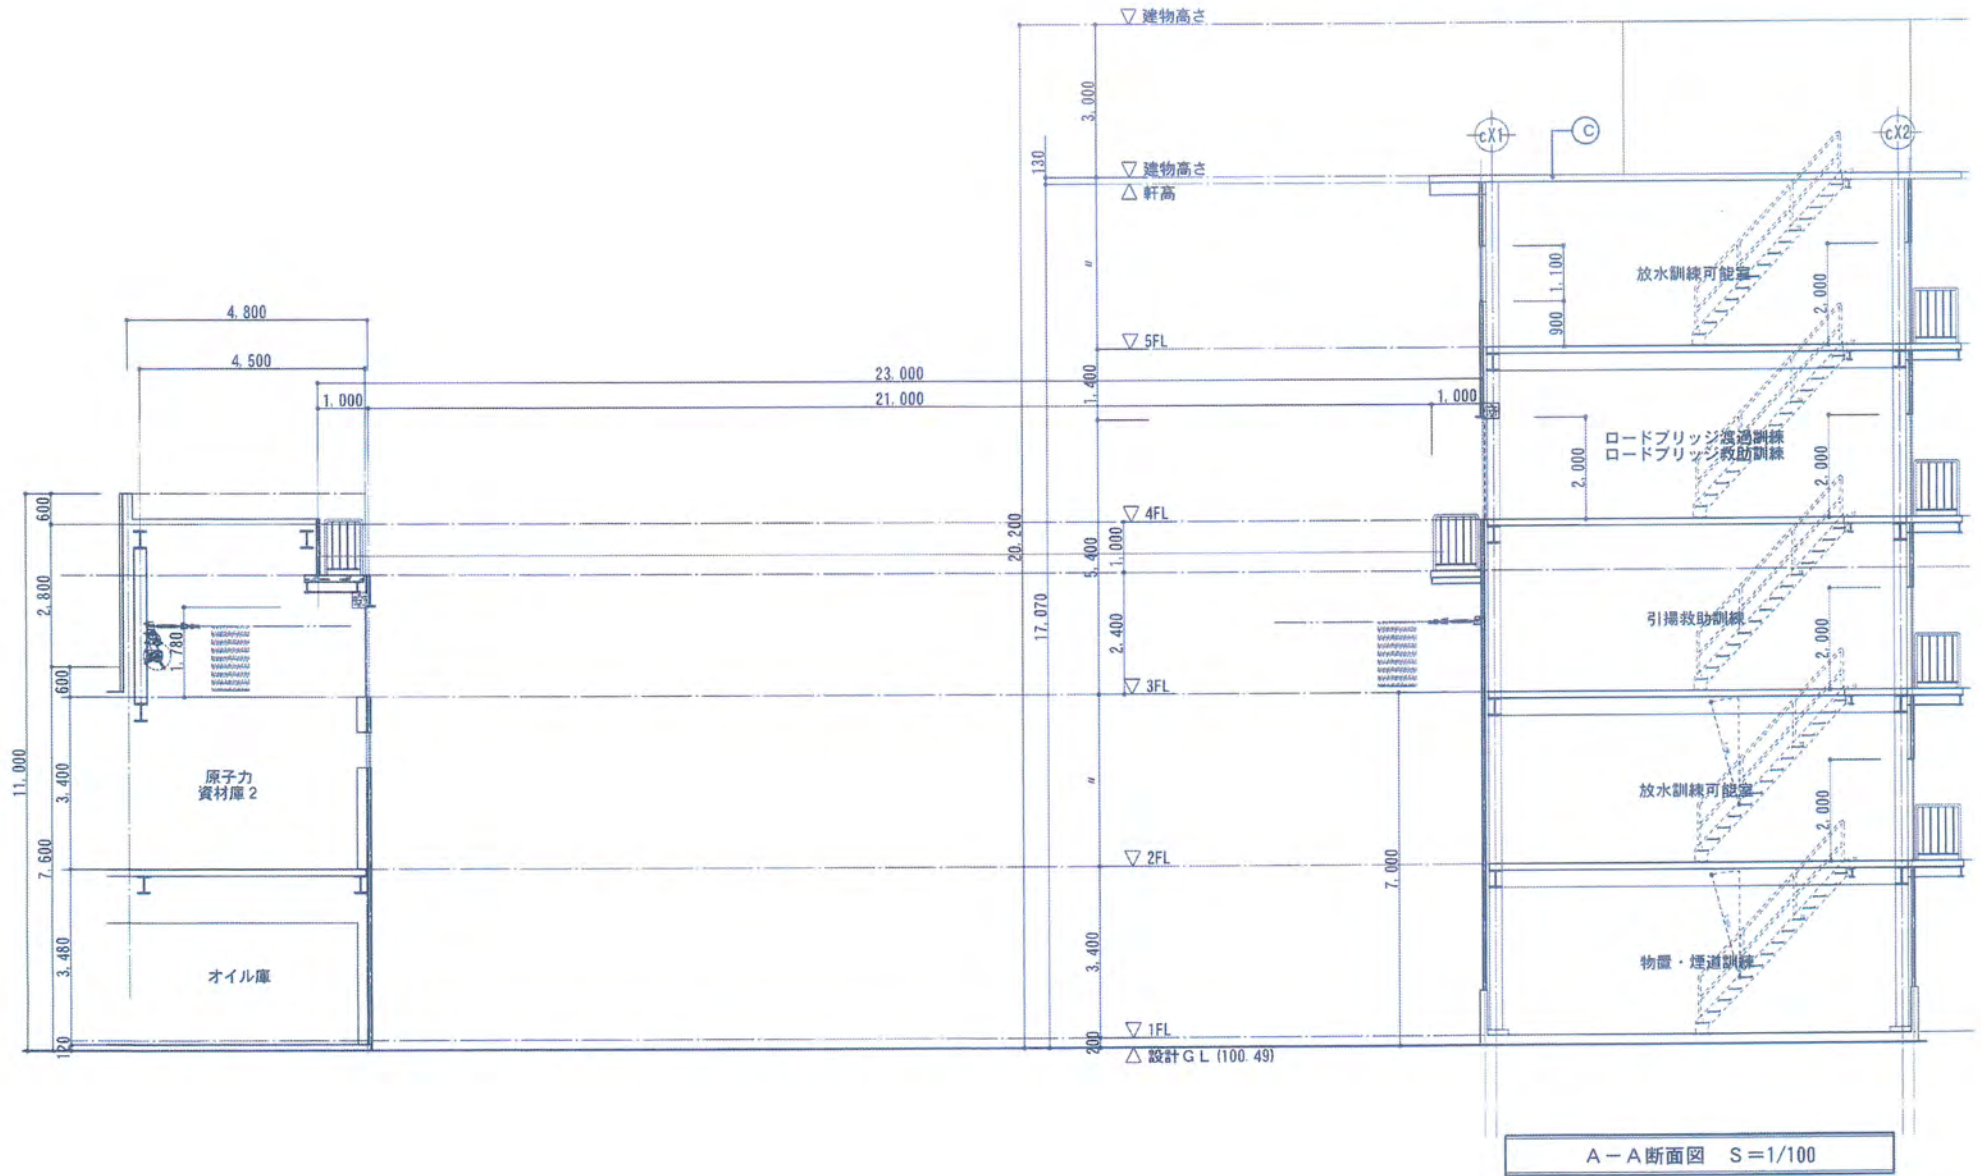 ▽ 建物高さ
3,000
cX1
C
cX2
130
▽ 建物高さ
△ 軒高
〃
1,100
放水訓練可能室
2,000
900
4,800
▽ 5FL
4,500
23,000
1,400
1,000
21,000
1,000
ロードブリッジ渡過訓練
ロードブリッジ救助訓練
2,000
2,000
600
▽ 4FL
20,200
5,400
1,000
2,800
17,070
2,400
1,780
引揚救助訓練
2,000
600
▽ 3FL
11,000
3,400
原子力
資材庫2
〃
放水訓練可能室
2,000
7,600
▽ 2FL
7,000
3,480
オイル庫
3,400
物置・煙道訓練
120
200
▽ 1FL
△ 設計GL (100.49)
A-A断面図 S=1/100